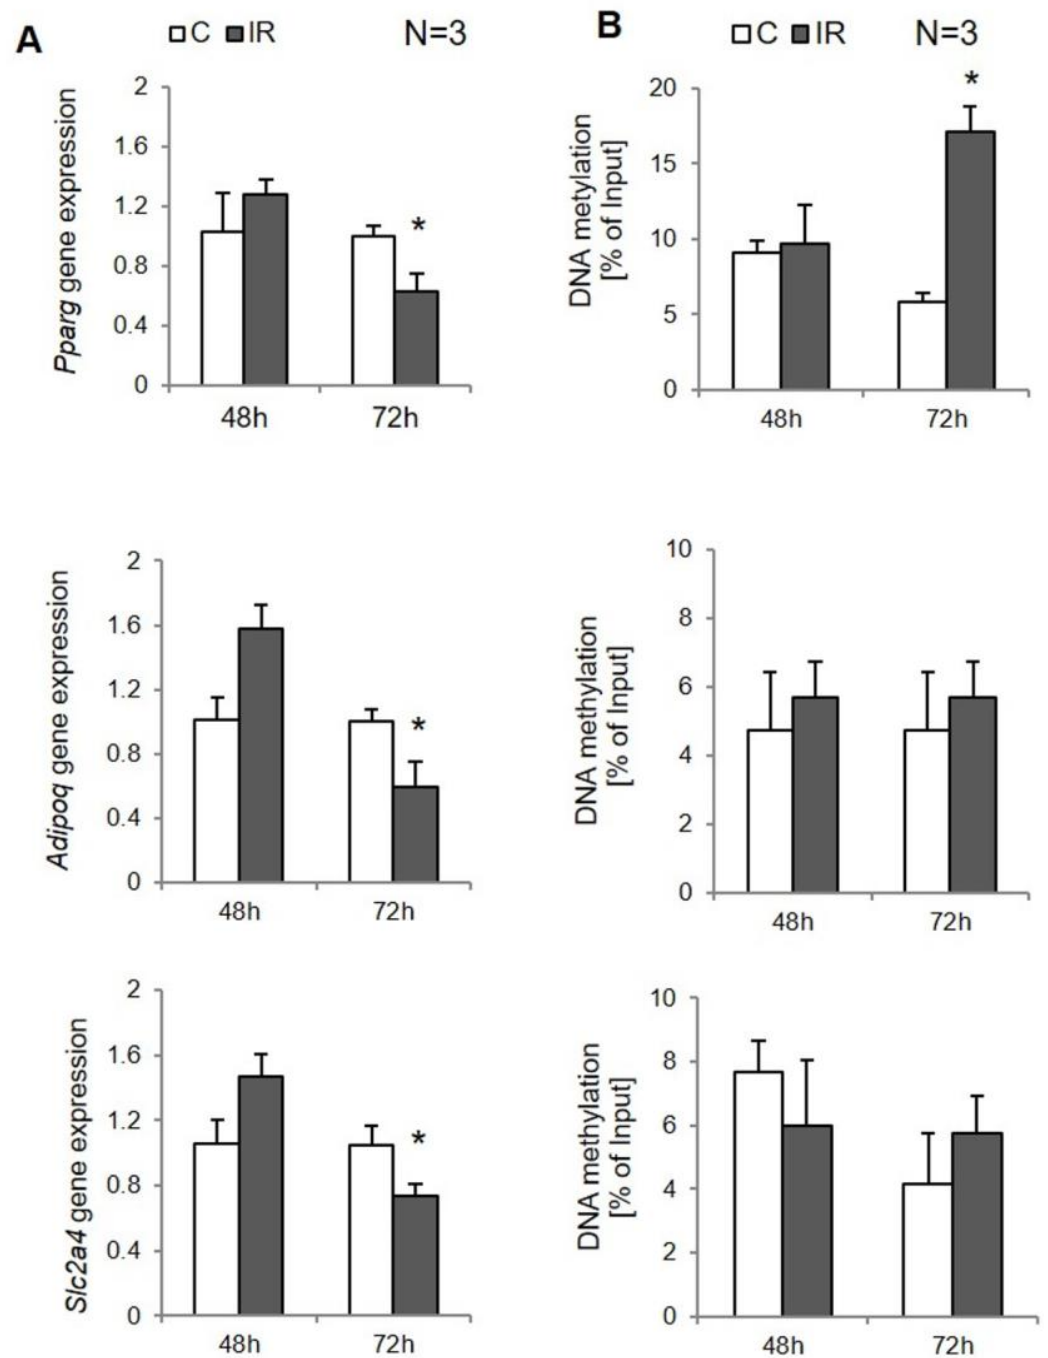 A
C IR N=3
Pparg gene expression
2
1.6
1.2
0.8
0.4
0
*
48h 72h
B
C IR N=3
DNA metylation
[% of Input]
20
15
10
5
0
*
48h 72h
Adipoq gene expression
2
1.6
1.2
0.8
0.4
0
*
48h 72h
DNA methylation
[% of Input]
10
8
6
4
2
0
48h 72h
Slc2a4 gene expression
2
1.6
1.2
0.8
0.4
0
*
48h 72h
DNA methylation
[% of Input]
10
8
6
4
2
0
48h 72h